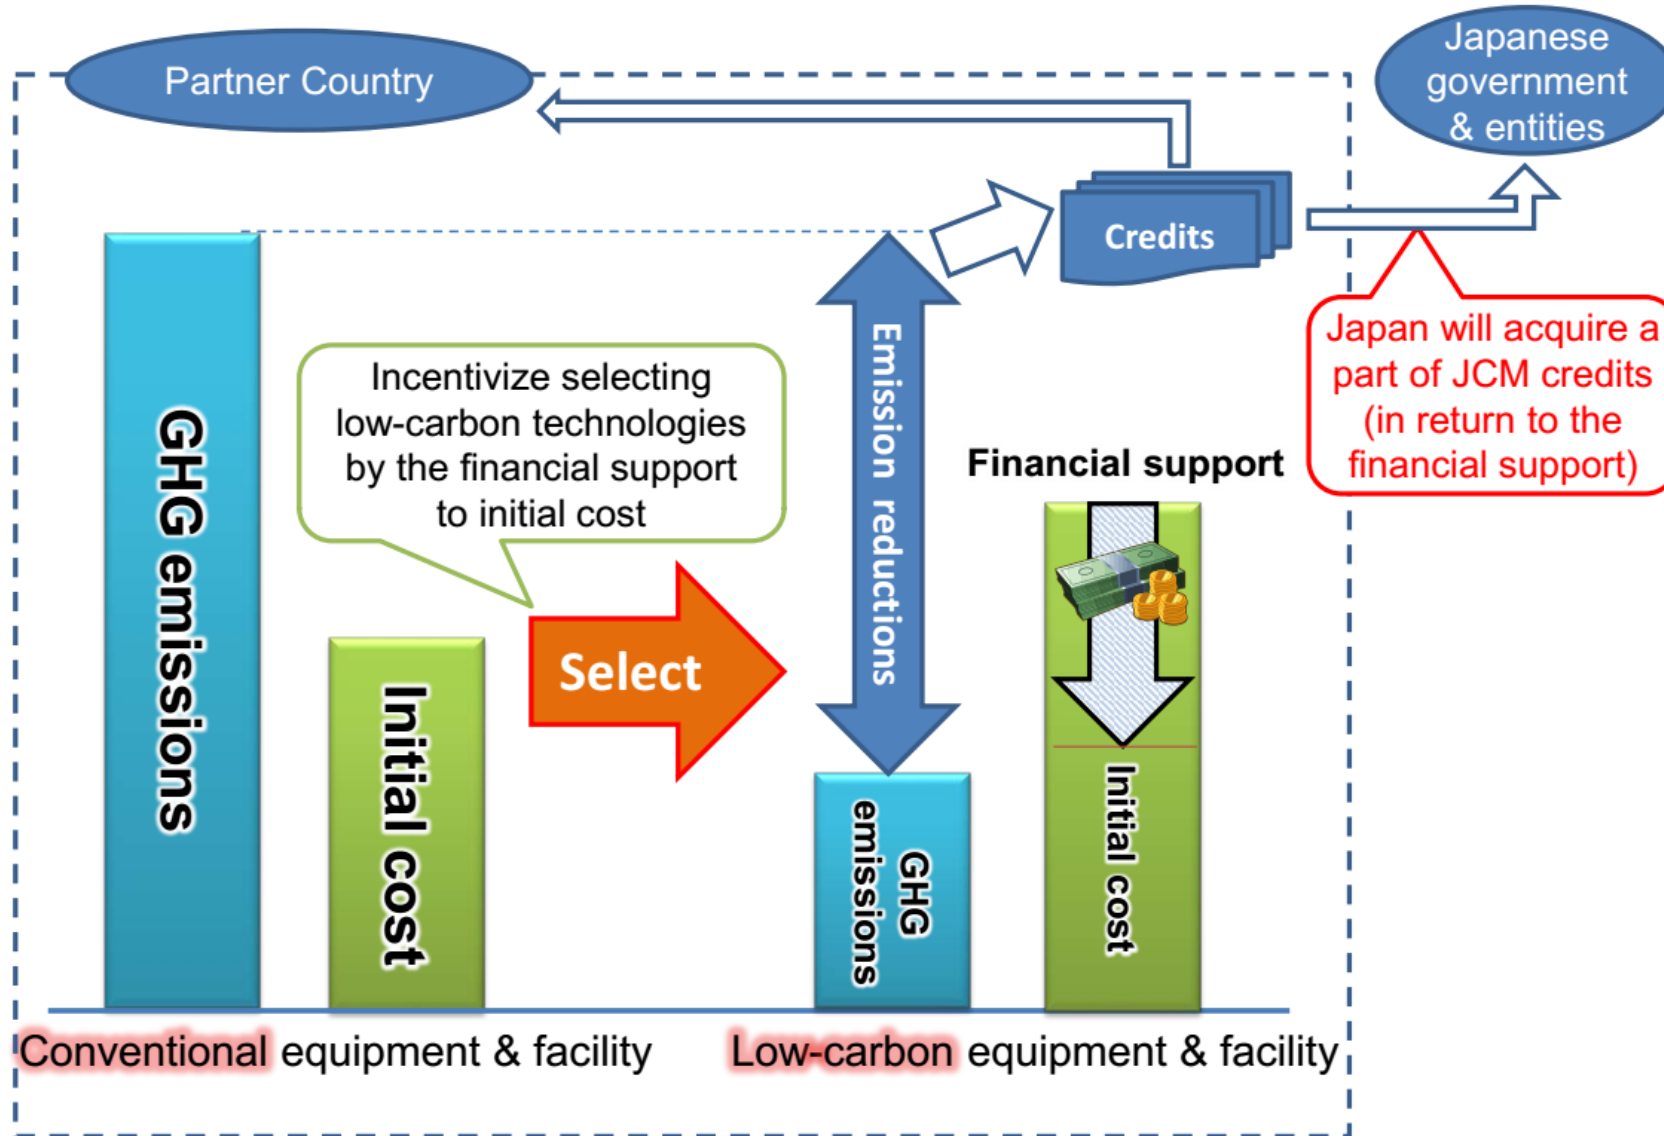 Partner Country
Japanese
government
& entities
Credits
Japan will acquire a
part of JCM credits
(in return to the
financial support)
Incentivize selecting
low-carbon technologies
by the financial support
to initial cost
GHG emissions
Initial cost
Select
Emission reductions
Financial support
GHG
emissions
Initial cost
Conventional equipment & facility
Low-carbon equipment & facility